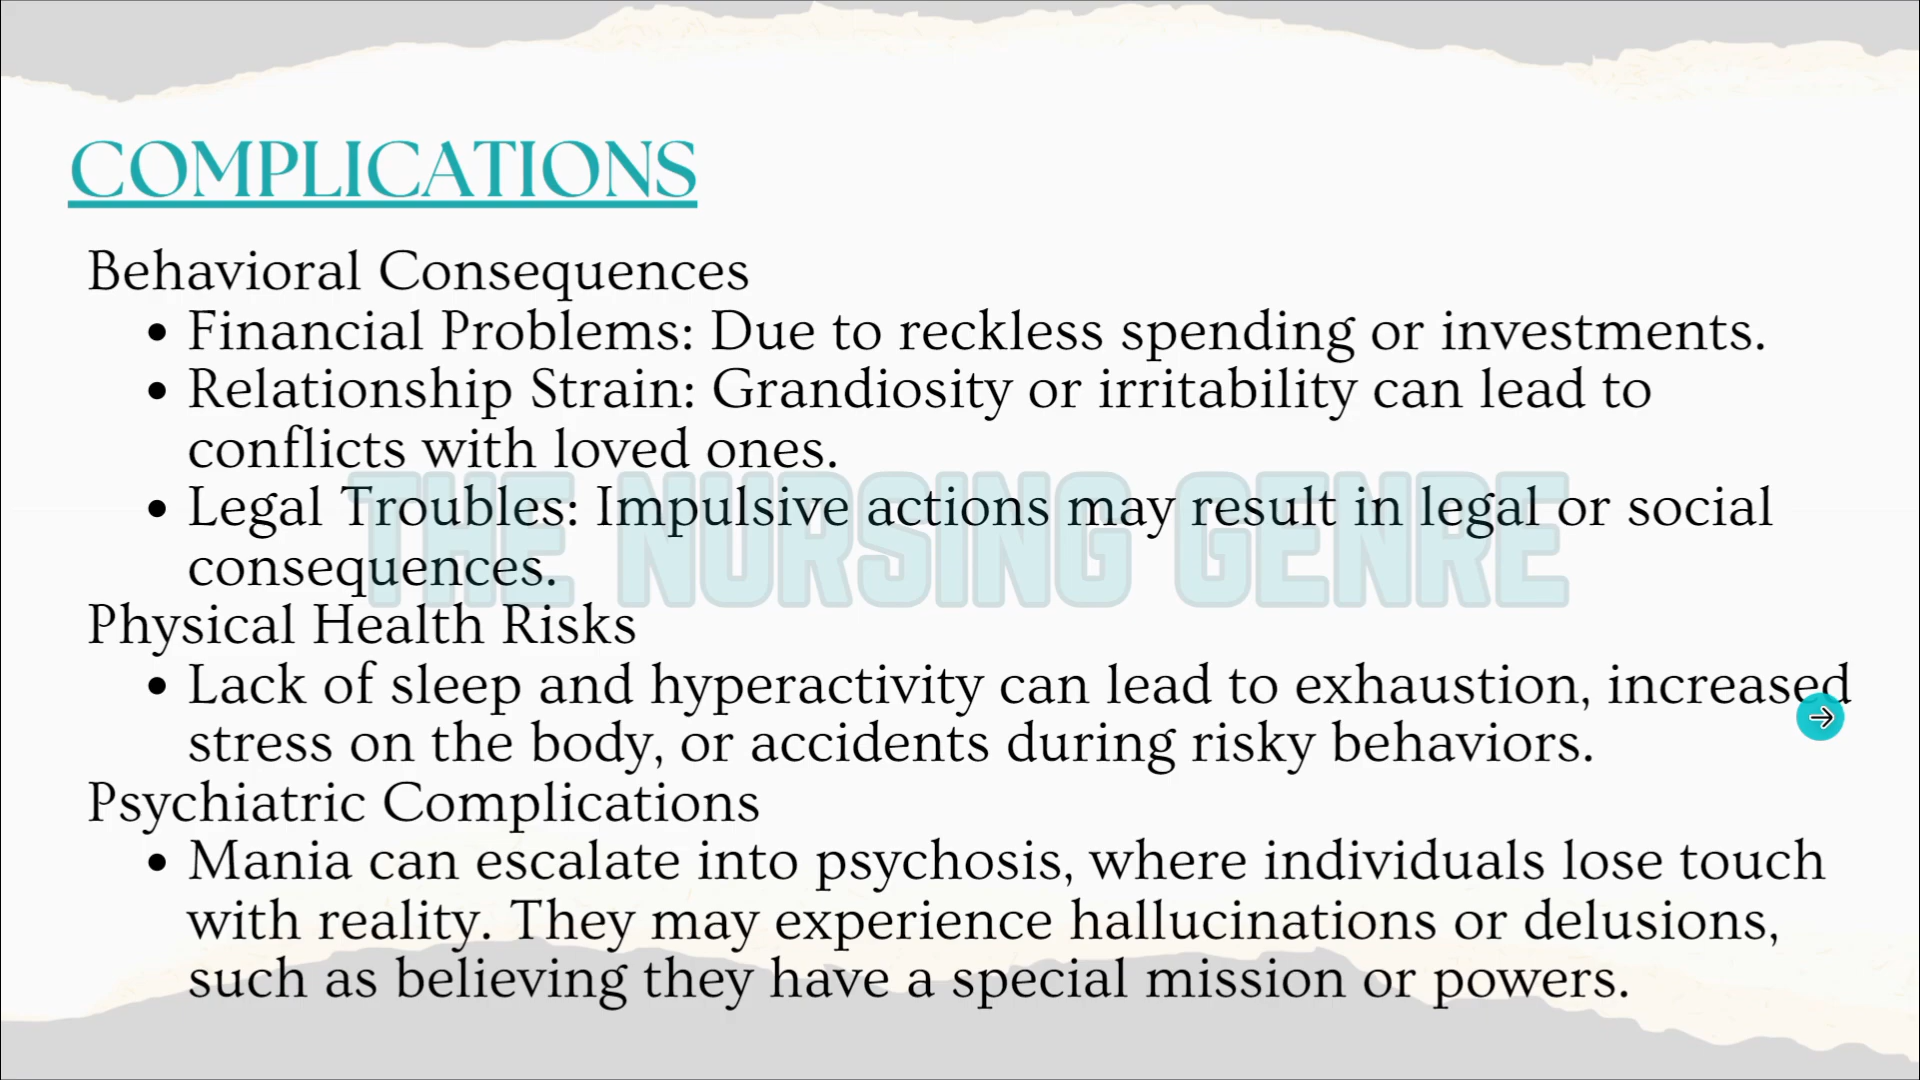 COMPLICATIONS
Behavioral Consequences
• Financial Problems: Due to reckless spending or investments.
• Relationship Strain: Grandiosity or irritability can lead to
conflicts with loved ones.
THE NURSING GENRE
• Legal Troubles: Impulsive actions may result in legal or social
consequences.
Physical Health Risks
• Lack of sleep and hyperactivity can lead to exhaustion, increased
stress on the body, or accidents during risky behaviors.
Psychiatric Complications
• Mania can escalate into psychosis, where individuals lose touch
with reality. They may experience hallucinations or delusions,
such as believing they have a special mission or powers.